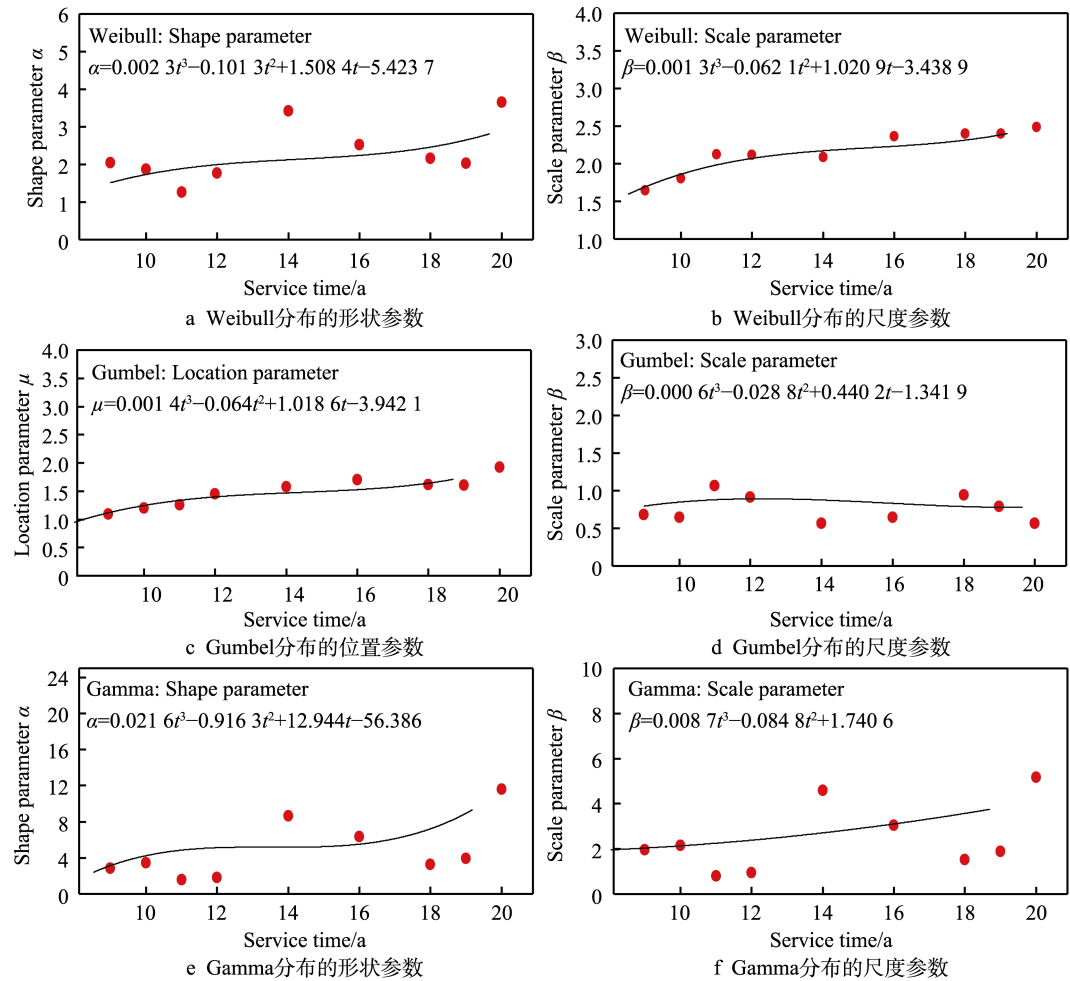 6
5
4
3
2
1
0
Shape parameter α
Weibull: Shape parameter
α=0.002 3t³−0.101 3t²+1.508 4t−5.423 7
10 12 14 16 18 20
Service time/a
a Weibull分布的形状参数
4.0
3.5
3.0
2.5
2.0
1.5
1.0
Scale parameter β
Weibull: Scale parameter
β=0.001 3t³−0.062 1t²+1.020 9t−3.438 9
10 12 14 16 18 20
Service time/a
b Weibull分布的尺度参数
4.0
3.5
3.0
2.5
2.0
1.5
1.0
0.5
0
Location parameter μ
Gumbel: Location parameter
μ=0.001 4t³−0.064t²+1.018 6t−3.942 1
10 12 14 16 18 20
Service time/a
c Gumbel分布的位置参数
3.0
2.5
2.0
1.5
1.0
0.5
0
Scale parameter β
Gumbel: Scale parameter
β=0.000 6t³−0.028 8t²+0.440 2t−1.341 9
10 12 14 16 18 20
Service time/a
d Gumbel分布的尺度参数
24
20
16
12
8
4
0
Shape parameter α
Gamma: Shape parameter
α=0.021 6t³−0.916 3t²+12.944t−56.386
10 12 14 16 18 20
Service time/a
e Gamma分布的形状参数
10
8
6
4
2
0
Scale parameter β
Gamma: Scale parameter
β=0.008 7t³−0.084 8t²+1.740 6
10 12 14 16 18 20
Service time/a
f Gamma分布的尺度参数